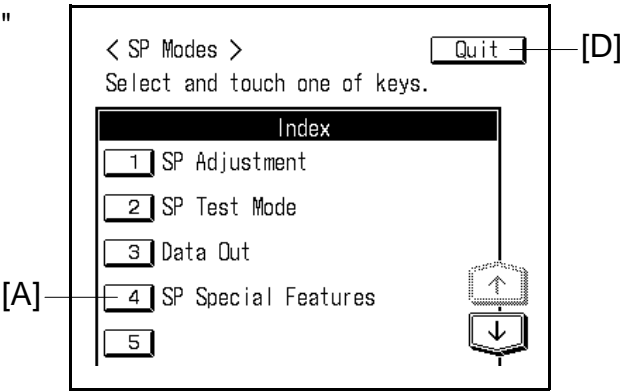 "
< SP Modes >
Quit
[D]
Select and touch one of keys.
Index
1 SP Adjustment
2 SP Test Mode
3 Data Out
[A]
4 SP Special Features
↑
5
↓